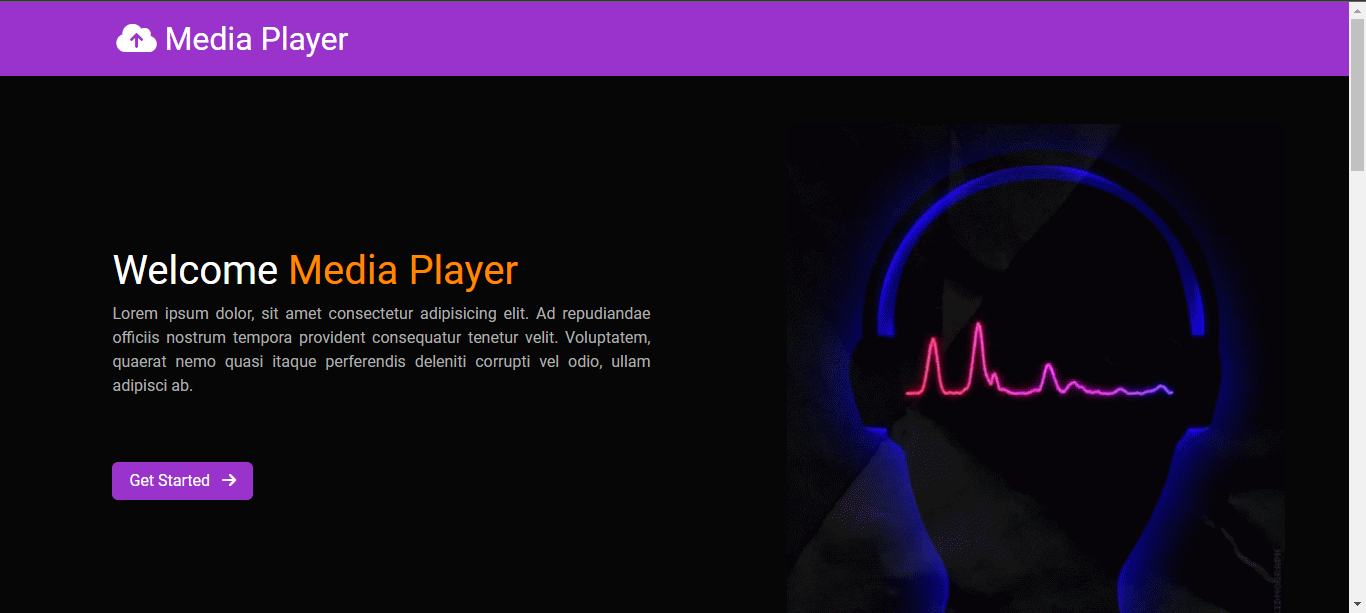 Media Player
Welcome Media Player
Lorem ipsum dolor, sit amet consectetur adipisicing elit. Ad repudiandae
officiis nostrum tempora provident consequatur tenetur velit. Voluptatem,
quaerat nemo quasi itaque perferendis deleniti corrupti vel odio, ullam
adipisci ab.
Get Started